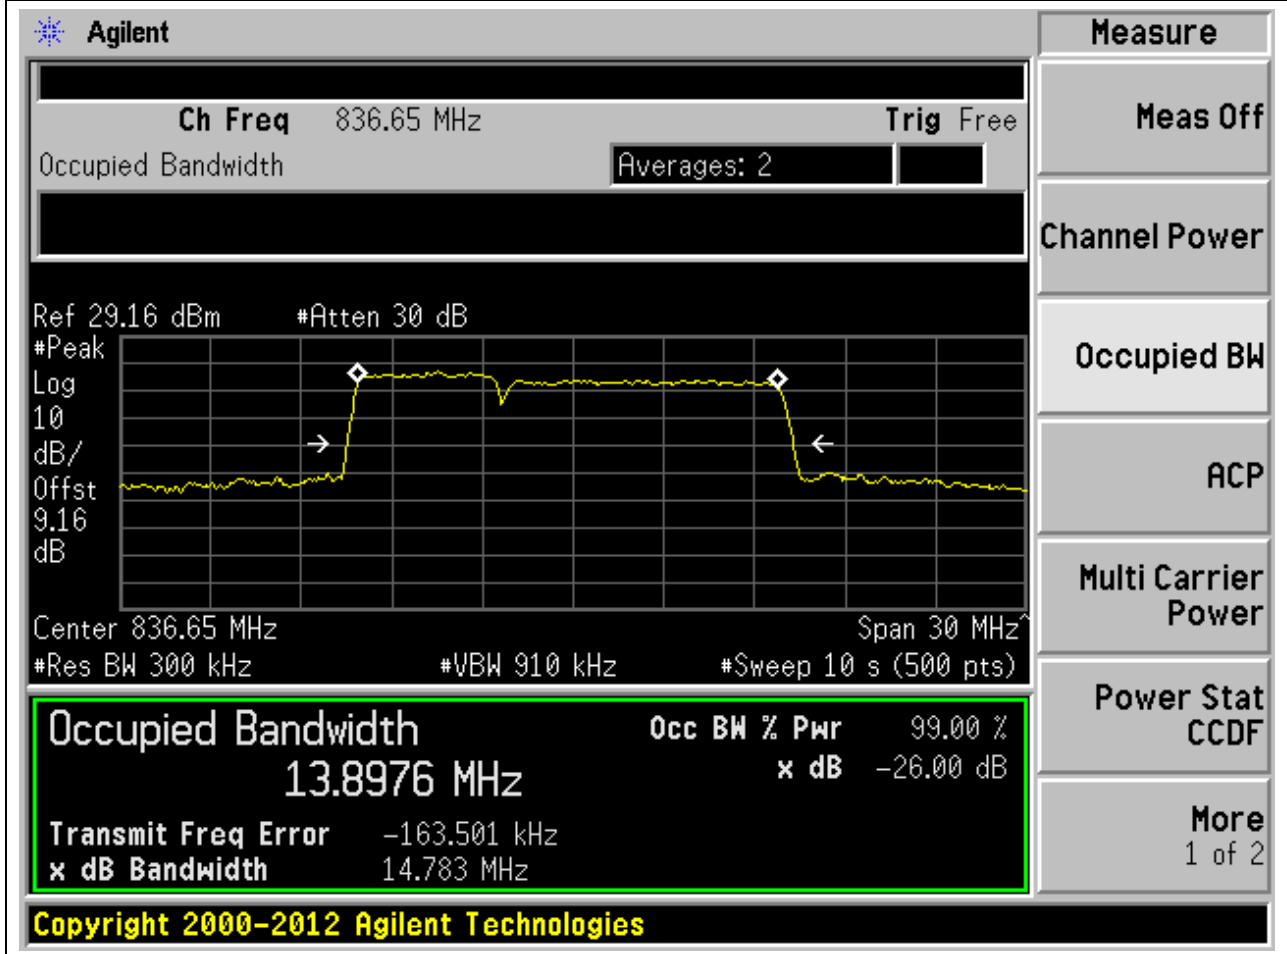 Agilent
Measure
Ch Freq 836.65 MHz Trig Free
Occupied Bandwidth Averages: 2
Meas Off
Channel Power
Occupied BW
ACP
Multi Carrier
Power
Power Stat
CCDF
More
1 of 2
Ref 29.16 dBm #Atten 30 dB
#Peak
Log
10
dB/
Offst
9.16
dB
Center 836.65 MHz Span 30 MHz^
#Res BW 300 kHz #VBW 910 kHz #Sweep 10 s (500 pts)
Occupied Bandwidth Occ BW % Pwr 99.00 %
13.8976 MHz x dB -26.00 dB
Transmit Freq Error -163.501 kHz
x dB Bandwidth 14.783 MHz
Copyright 2000-2012 Agilent Technologies